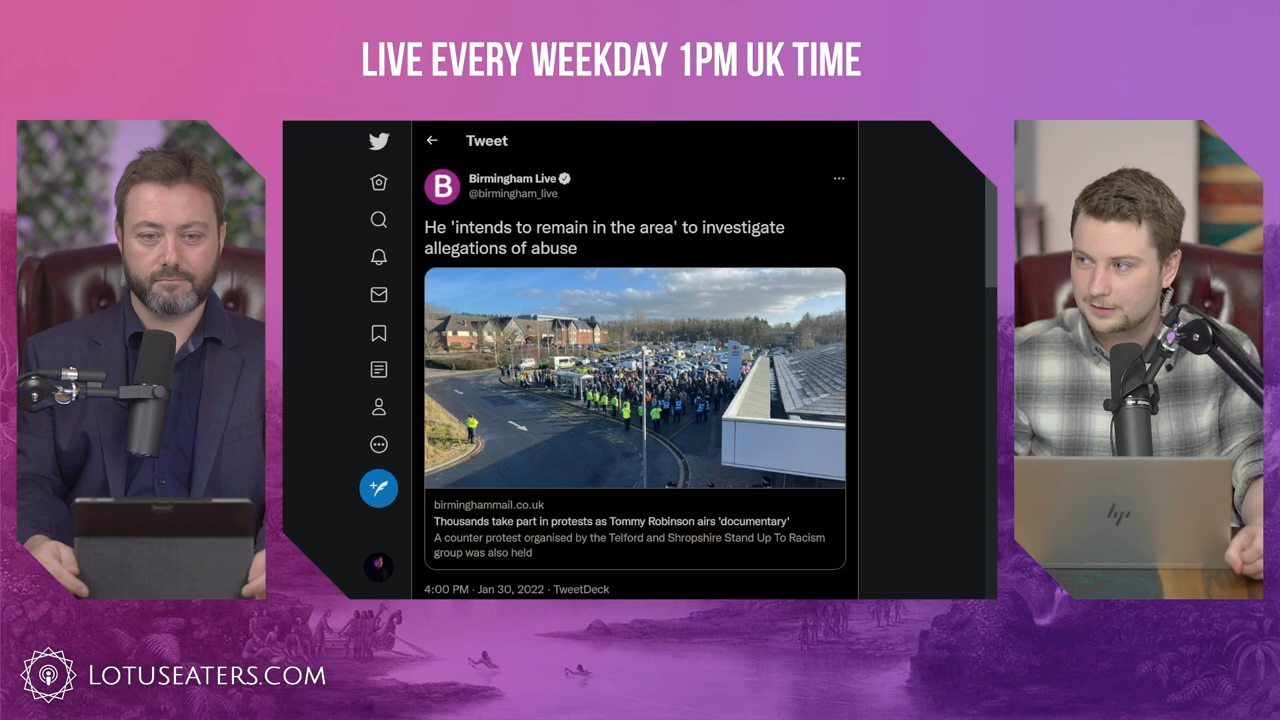 LIVE EVERY WEEKDAY 1PM UK TIME
Tweet
B
Birmingham Live
@birmingham_live
He 'intends to remain in the area' to investigate
allegations of abuse
birminghammail.co.uk
Thousands take part in protests as Tommy Robinson airs 'documentary'
A counter protest organised by the Telford and Shropshire Stand Up To Racism
group was also held
4:00 PM · Jan 30, 2022 · TweetDeck
hp
LOTUSEATERS.COM